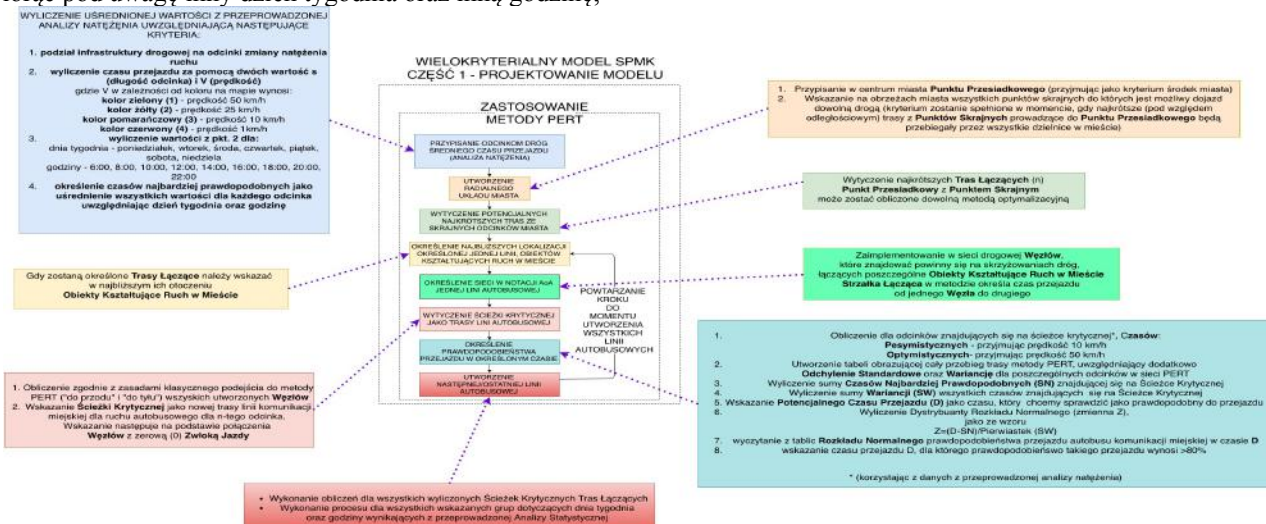 biorąc pod uwagę inny dzień tygodnia oraz inną godzinę,
WYLICZENIE UŚREDNIONEJ WARTOŚCI Z PRZEPROWADZONEJ
ANALIZY NATĘŻENIA UWZGLĘDNIAJĄCĄ NASTĘPUJĄCE
KRYTERIA:
1. podział infrastruktury drogowej na odcinki zmiany natężenia
ruchu
2. wyliczenie czasu przejazdu za pomocą dwóch wartość s
(długość odcinka) i V (prędkość)
gdzie V w zależności od koloru na mapie wynosi:
kolor zielony (1) - prędkość 50 km/h
kolor żółty (2) - prędkość 25 km/h
kolor pomarańczowy (3) - prędkość 10 km/h
kolor czerwony (4) - prędkość 1km/h
3. wyliczenie wartości z pkt. 2 dla:
dnia tygodnia - poniedziałek, wtorek, środa, czwartek, piątek,
sobota, niedziela
godziny - 6:00, 8:00, 10:00, 12:00, 14:00, 16:00, 18:00, 20:00,
22:00
4. określenie czasów najbardziej prawdopodobnych jako
uśrednienie wszystkich wartości dla każdego odcinka
uwzględniając dzień tygodnia oraz godzinę
Gdy zostaną określone Trasy Łączące należy wskazać
w najbliższym ich otoczeniu
Obiekty Kształtujące Ruch w Mieście
1. Obliczenie zgodnie z zasadami klasycznego podejścia do metody
PERT ("do przodu" i "do tyłu") wszyskich utworzonych Węzłów
2. Wskazanie Ścieżki Krytycznej jako nowej trasy linii komunikacji
miejskiej dla ruchu autobusowego dla n-tego odcinka,
Wskazanie następuje na podstawie połączenia
Węzłów z zerową (0) Zwłoką Jazdy
WIELOKRYTERIALNY MODEL SPMK
CZĘŚĆ 1 - PROJEKTOWANIE MODELU
ZASTOSOWANIE
METODY PERT
PRZYPISANIE ODCINKOM DRÓG
ŚREDNIEGO CZASU PRZEJAZDU
(ANALIZA NATĘŻENIA)
UTWORZENIE
RADIALNEGO
UKŁADU MIASTA
WYTYCZENIE POTENCJALNYCH
NAJKRÓTSZYCH TRAS ZE
SKRAJNYCH ODCINKÓW MIASTA
OKREŚLENIE NAJBLIŻSZYCH LOKALIZACJI
OKREŚLONEJ JEDNEJ LINII, OBIEKTÓW
KSZTAŁTUJĄCYCH RUCH W MIEŚCIE
OKREŚLENIE SIECI W NOTACJI AoA
JEDNEJ LINI AUTOBUSOWEJ
WYTYCZENIE ŚCIEŻKI KRYTYCZNEJ
JAKO TRASY LINI AUTOBUSOWEJ
OKREŚLENIE
PRAWDOPOPODOBIEŃSTWA
PRZEJAZDU W OKREŚLONYM CZASIE
UTWORZENIE
NASTĘPNEJ/OSTATNIEJ LINII
AUTOBUSOWEJ
POWTARZANIE
KROKU
DO
MOMENTU
UTWORZENIA
WSZYSTKICH
LINII
AUTOBUSOWYCH
1. Przypisanie w centrum miasta Punktu Przesiadkowego (przyjmując jako kryterium środek miasta)
2. Wskazanie na obrzeżach miasta wszystkich punktów skrajnych do których jest możliwy dojazd
dowolną drogą (kryterium zostanie spełnione w momencie, gdy najkrótsze (pod względem
odległościowym) trasy z Punktów Skrajnych prowadzące do Punktu Przesiadkowego będą
przebiegały przez wszystkie dzielnice w mieście)
Wytyczenie najkrótszych Tras Łączących (n)
Punkt Przesiadkowy z Punktem Skrajnym
może zostać obliczone dowolną metodą optymalizacyjną
Zaimplementowanie w sieci drogowej Węzłów,
które znajdować powinny się na skrzyżowaniach dróg,
łączących poszczególne Obiekty Kształtujące Ruch w Mieście
Strzałka Łącząca w metodzie określa czas przejazdu
od jednego Węzła do drugiego
1. Obliczenie dla odcinków znajdujących się na ścieżce krytycznej*, Czasów:
Pesymistycznych - przyjmując prędkość 10 km/h
Optymistycznych- przyjmując prędkość 50 km/h
2. Utworzenie tabeli obrazującej cały przebieg trasy metody PERT, uwzględniający dodatkowo
Odchylenie Standardowe oraz Wariancję dla poszczególnych odcinków w sieci PERT
3. Wyliczenie sumy Czasów Najbardziej Prawdopodobnych (SN) znajdującej się na Ścieżce Krytycznej
4. Wyliczenie sumy Wariancji (SW) wszystkich czasów znajdujących się na Ścieżce Krytycznej
5. Wskazanie Potencjalnego Czasu Przejazdu (D) jako czasu, który chcemy sprawdzić jako prawdopodobny do przejazdu
6. Wyliczenie Dystrybuanty Rozkładu Normalnego (zmienna Z),
jako ze wzoru
Z=(D-SN)/Pierwiastek (SW)
7. wyczytanie z tablic Rozkładu Normalnego prawdopodobieństwa przejazdu autobusu komunikacji miejskiej w czasie D
8. wskazanie czasu przejazdu D, dla którego prawdopodobieńswo takiego przejazdu wynosi >80%
* (korzystając z danych z przeprowadzonej analizy natężenia)
• Wykonanie obliczeń dla wszystkich wyliczonych Ścieżek Krytycznych Tras Łączących
• Wykonanie procesu dla wszystkich wskazanych grup dotyczących dnia tygodnia
oraz godziny wynikających z przeprowadzonej Analizy Statystycznej